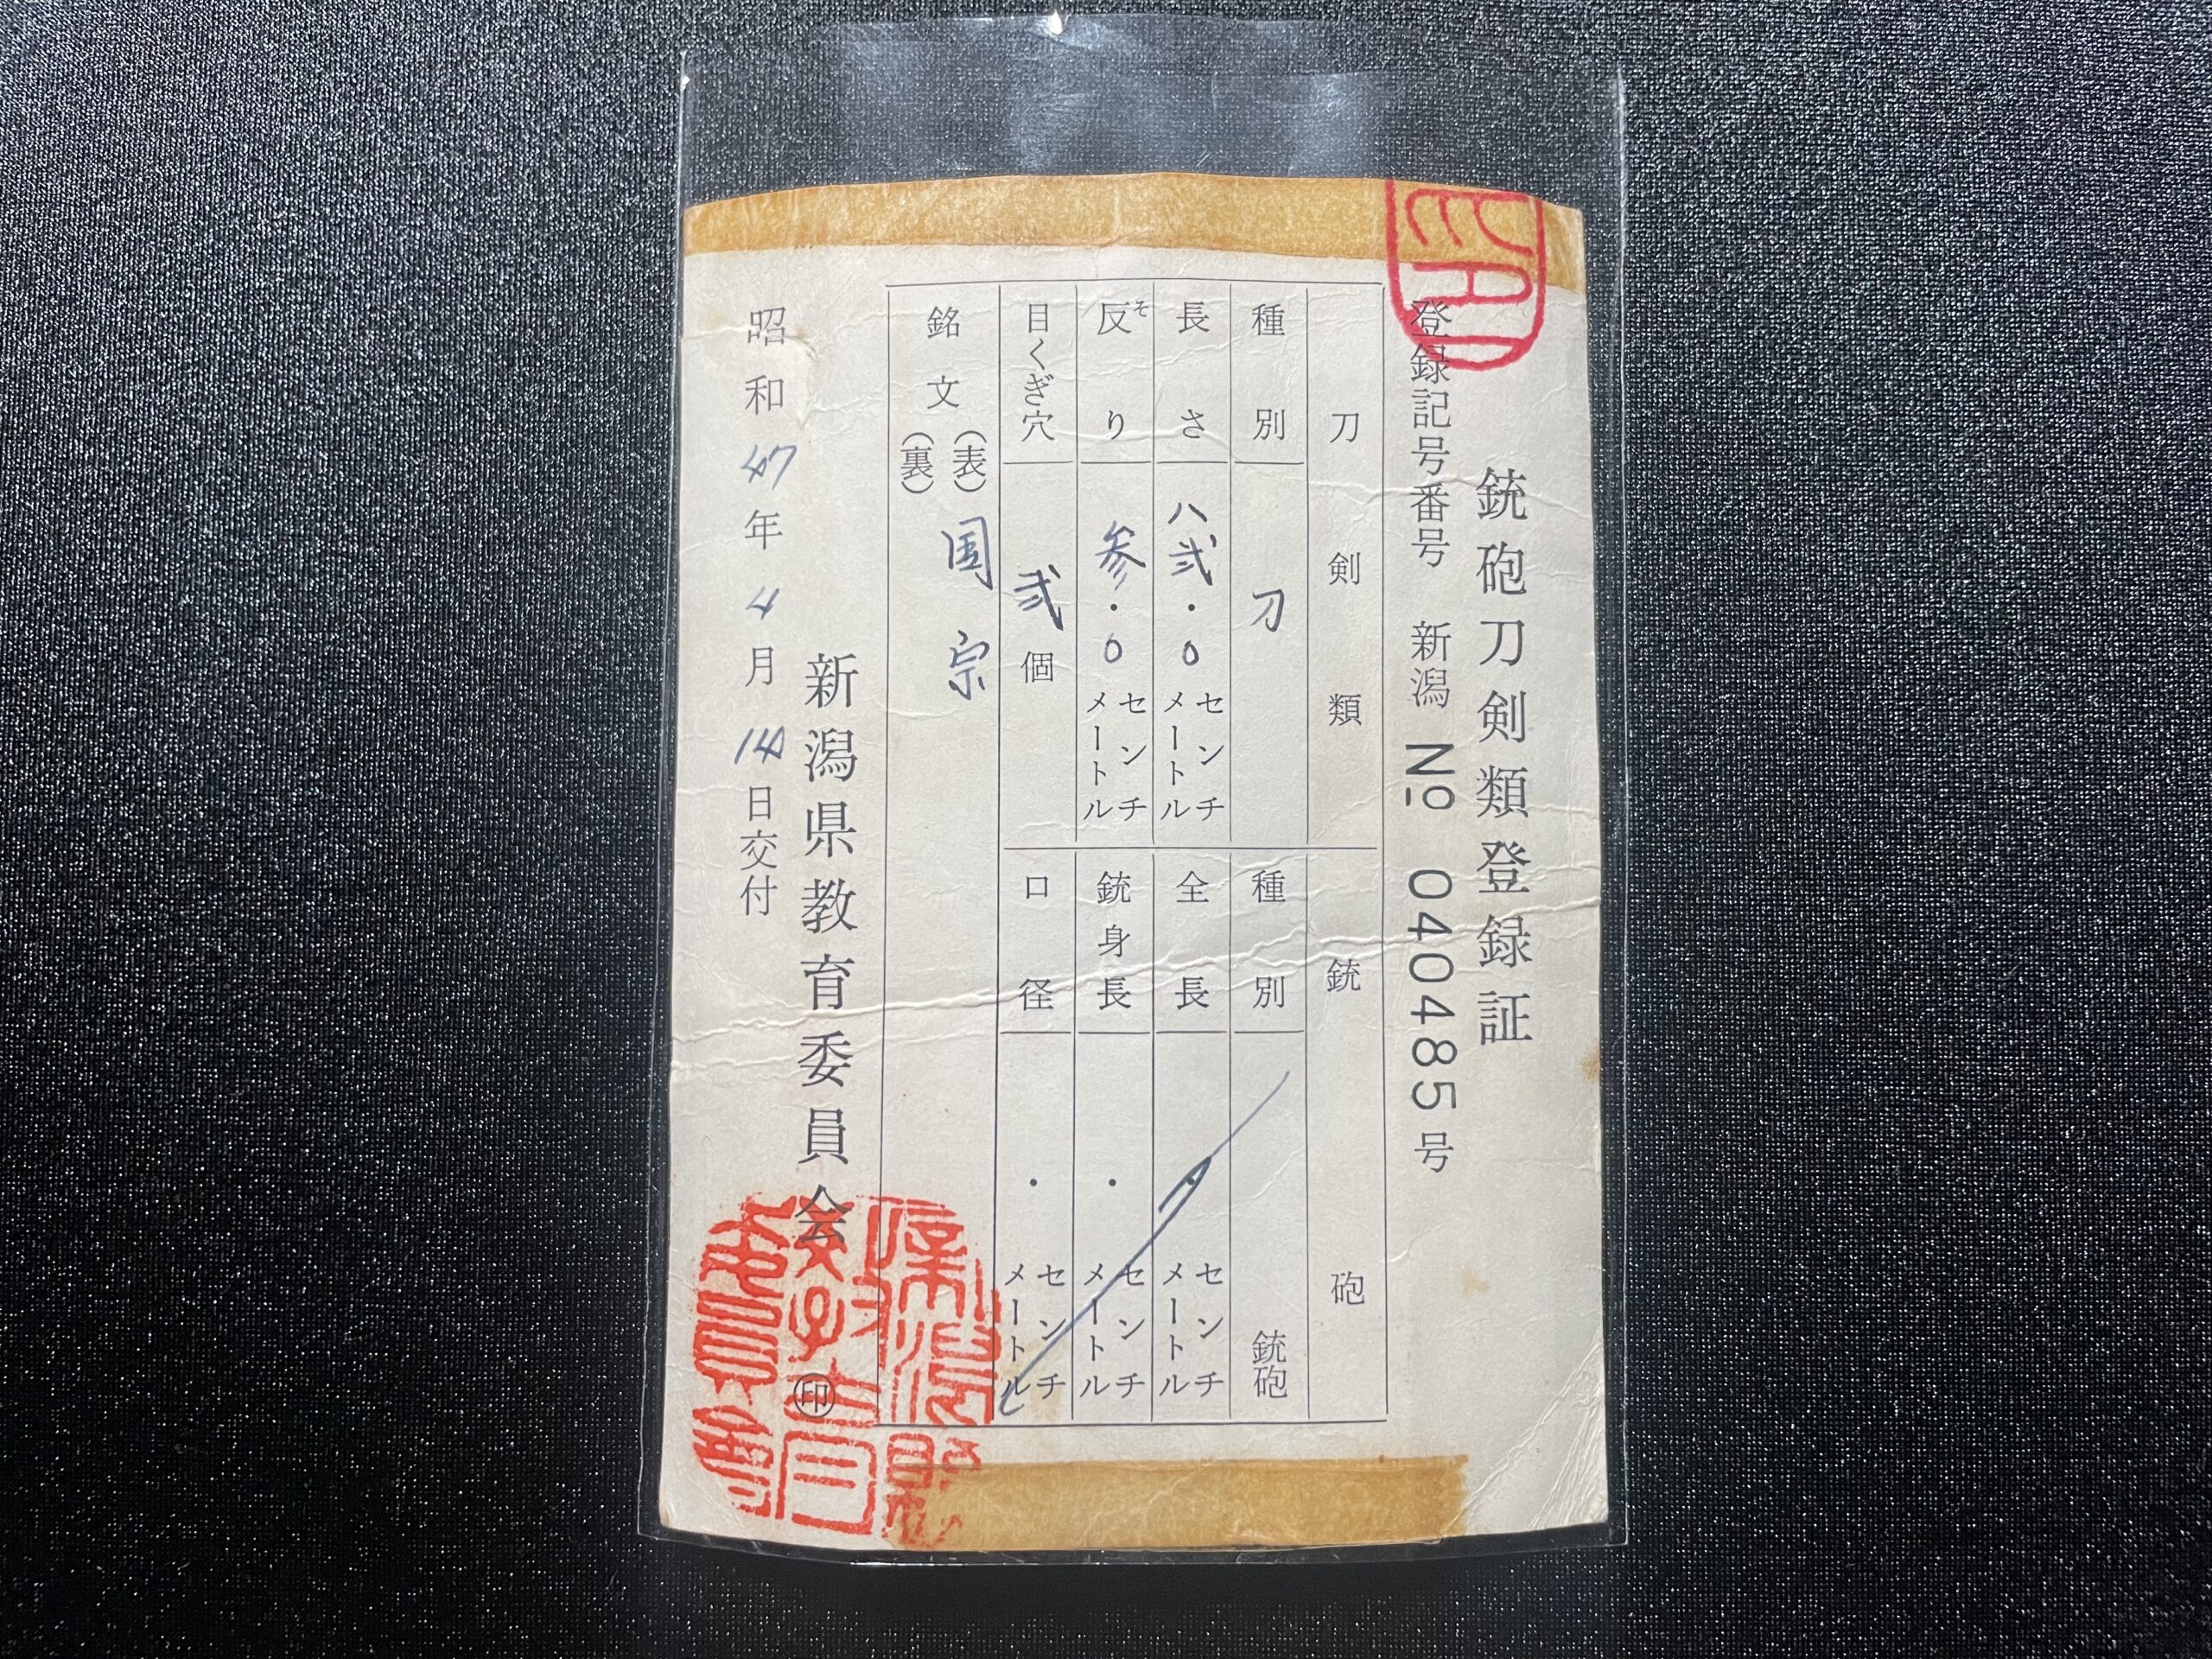 銃砲刀剣類登録証
登録記号番号 新潟 No 040485号
刀剣類
種別 刀
長さ 八弐・0 センチメートル
反り 参・0 センチメートル
そ
目くぎ穴 弐個
銘文 (表) 国宗
(裏)
銃砲
種別 銃砲
全長 ・ センチメートル
銃身長 ・ センチメートル
口径 ・ センチメートル
新潟県教育委員会 ㊞
昭和47年4月14日交付